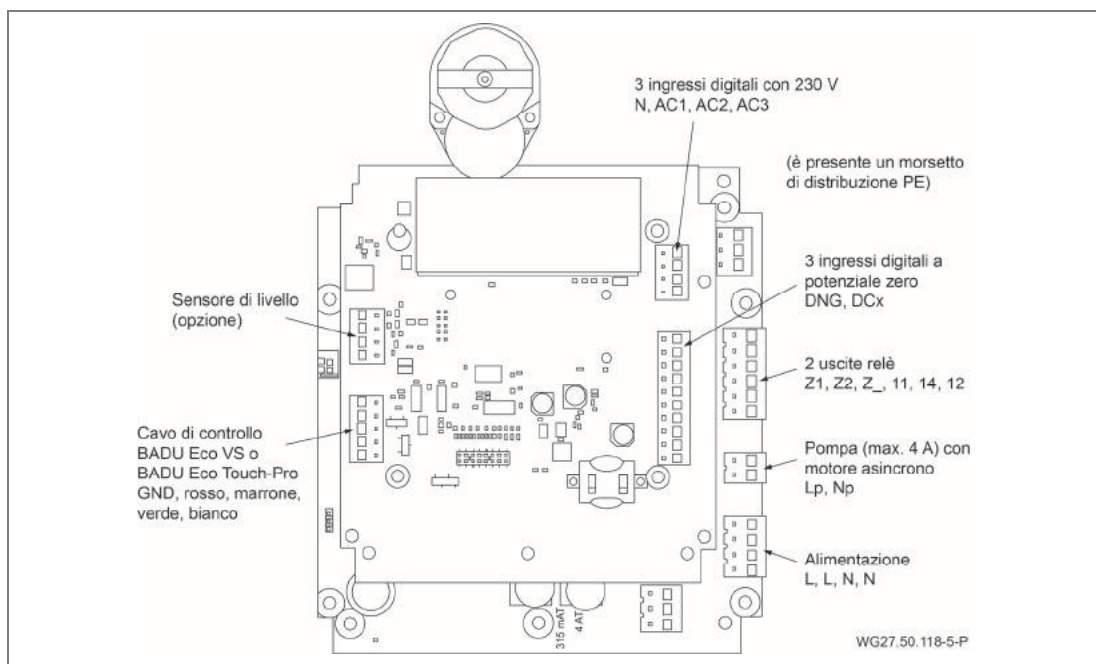 3 ingressi digitali con 230 V
N, AC1, AC2, AC3
(è presente un morsetto
di distribuzione PE)
3 ingressi digitali a
potenziale zero
DNG, DCx
Sensore di livello
(opzione)
2 uscite relè
Z1, Z2, Z_, 11, 14, 12
Cavo di controllo
BADU Eco VS o
BADU Eco Touch-Pro
GND, rosso, marrone,
verde, bianco
Pompa (max. 4 A) con
motore asincrono
Lp, Np
Alimentazione
L, L, N, N
315 mAT
4 AT
WG27.50.118-5-P